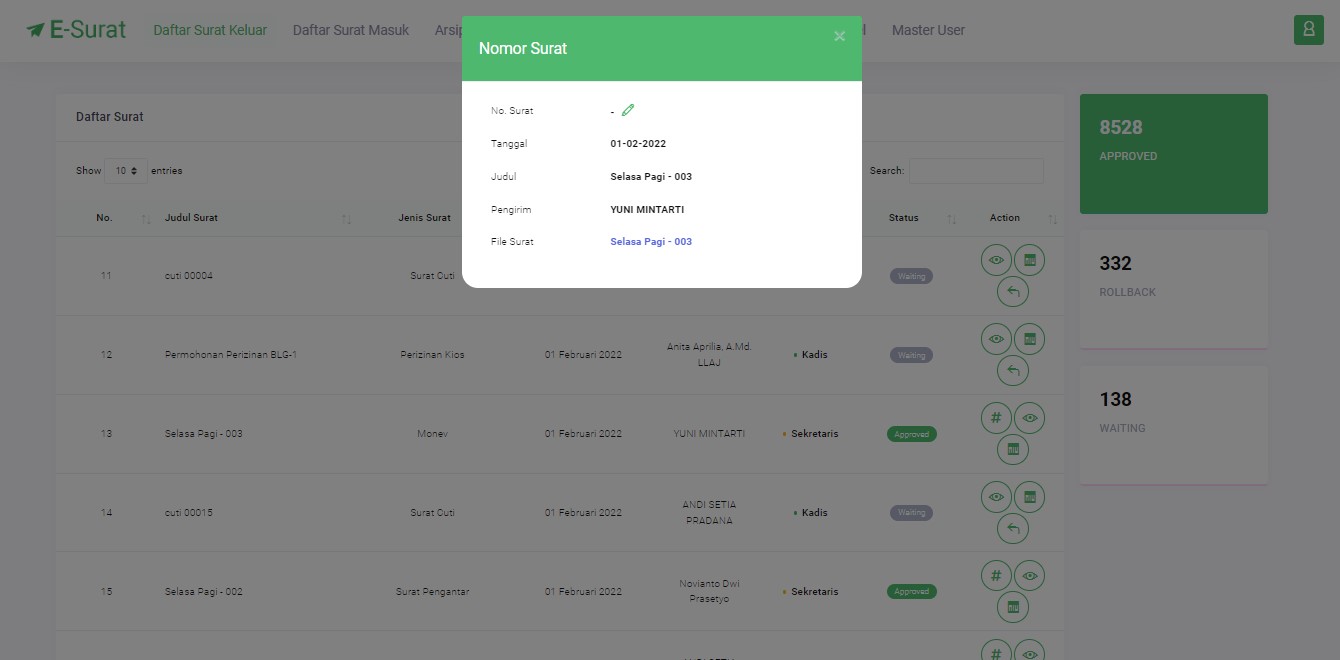 E-Surat Daftar Surat Keluar Daftar Surat Masuk Arsip Master User
Nomor Surat ×
No. Surat -
Tanggal 01-02-2022
Judul Selasa Pagi - 003
Pengirim YUNI MINTARTI
File Surat Selasa Pagi - 003
Daftar Surat
Show 10 entries Search:
No. Judul Surat Jenis Surat Status Action
11 cuti 00004 Surat Cuti Waiting
12 Permohonan Perizinan BLG-1 Perizinan Kios 01 Februari 2022 Anita Aprilia, A.Md. Kadis Waiting
LLAJ
13 Selasa Pagi - 003 Monev 01 Februari 2022 YUNI MINTARTI Sekretaris Approved
#
14 cuti 00015 Surat Cuti 01 Februari 2022 ANDI SETIA Kadis Waiting
PRADANA
15 Selasa Pagi - 002 Surat Pengantar 01 Februari 2022 Novianto Dwi Sekretaris Approved
Prasetyo
#
#
8528
APPROVED
332
ROLLBACK
138
WAITING